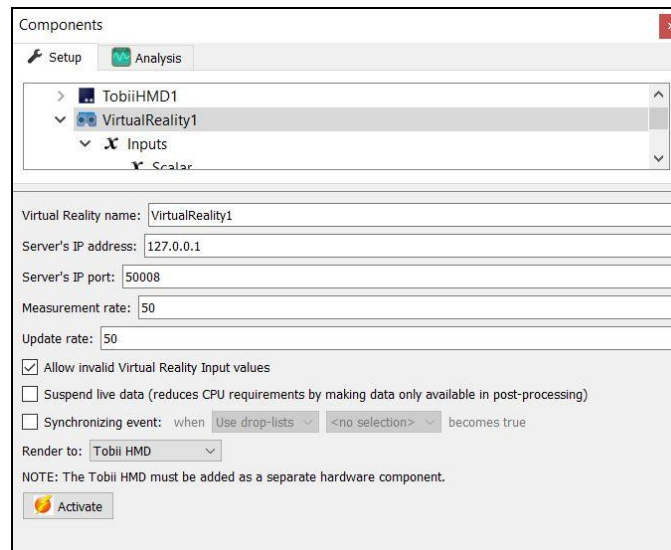 Components
Setup Analysis
TobiiHMD1
VirtualReality1
x Inputs
x Scalar
Virtual Reality name: VirtualReality1
Server's IP address: 127.0.0.1
Server's IP port: 50008
Measurement rate: 50
Update rate: 50
Allow invalid Virtual Reality Input values
Suspend live data (reduces CPU requirements by making data only available in post-processing)
Synchronizing event: when Use drop-lists <no selection> becomes true
Render to: Tobii HMD
NOTE: The Tobii HMD must be added as a separate hardware component.
Activate